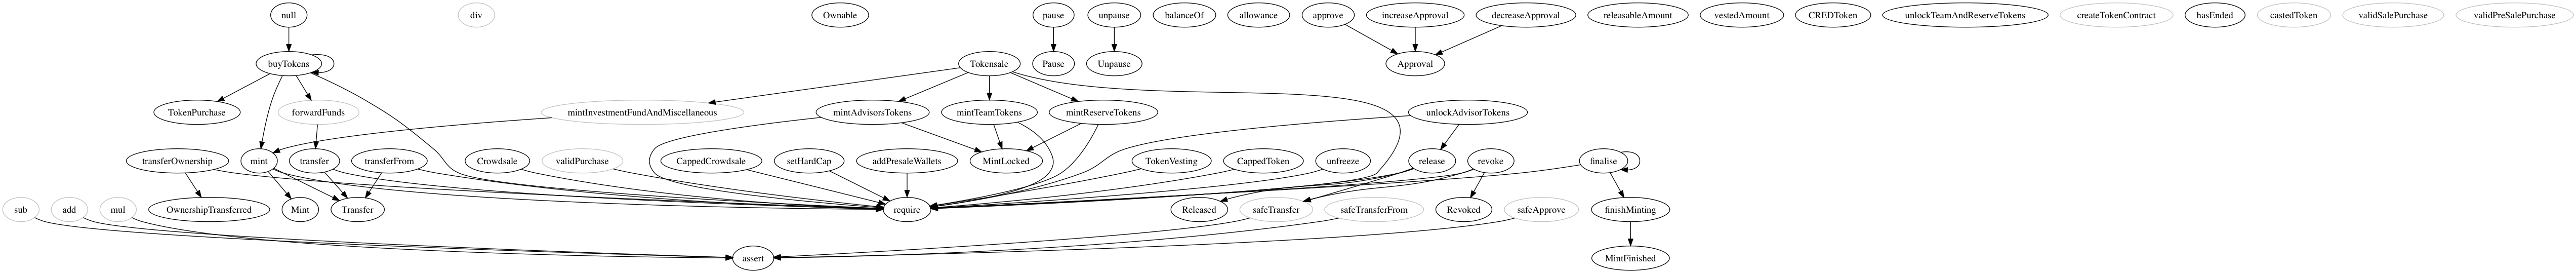 null
div
Ownable
pause
unpause
balanceOf
allowance
approve
increaseApproval
decreaseApproval
releasableAmount
vestedAmount
CREDToken
unlockTeamAndReserveTokens
createTokenContract
hasEnded
castedToken
validSalePurchase
validPreSalePurchase
buyTokens
Tokensale
Pause
Unpause
Approval
TokenPurchase
forwardFunds
mintInvestmentFundAndMiscellaneous
mintAdvisorsTokens
mintTeamTokens
mintReserveTokens
unlockAdvisorTokens
transferOwnership
mint
transfer
transferFrom
Crowdsale
validPurchase
CappedCrowdsale
setHardCap
addPresaleWallets
MintLocked
TokenVesting
CappedToken
unfreeze
release
revoke
finalise
sub
add
mul
OwnershipTransferred
Mint
Transfer
require
Released
safeTransfer
safeTransferFrom
Revoked
safeApprove
finishMinting
assert
MintFinished